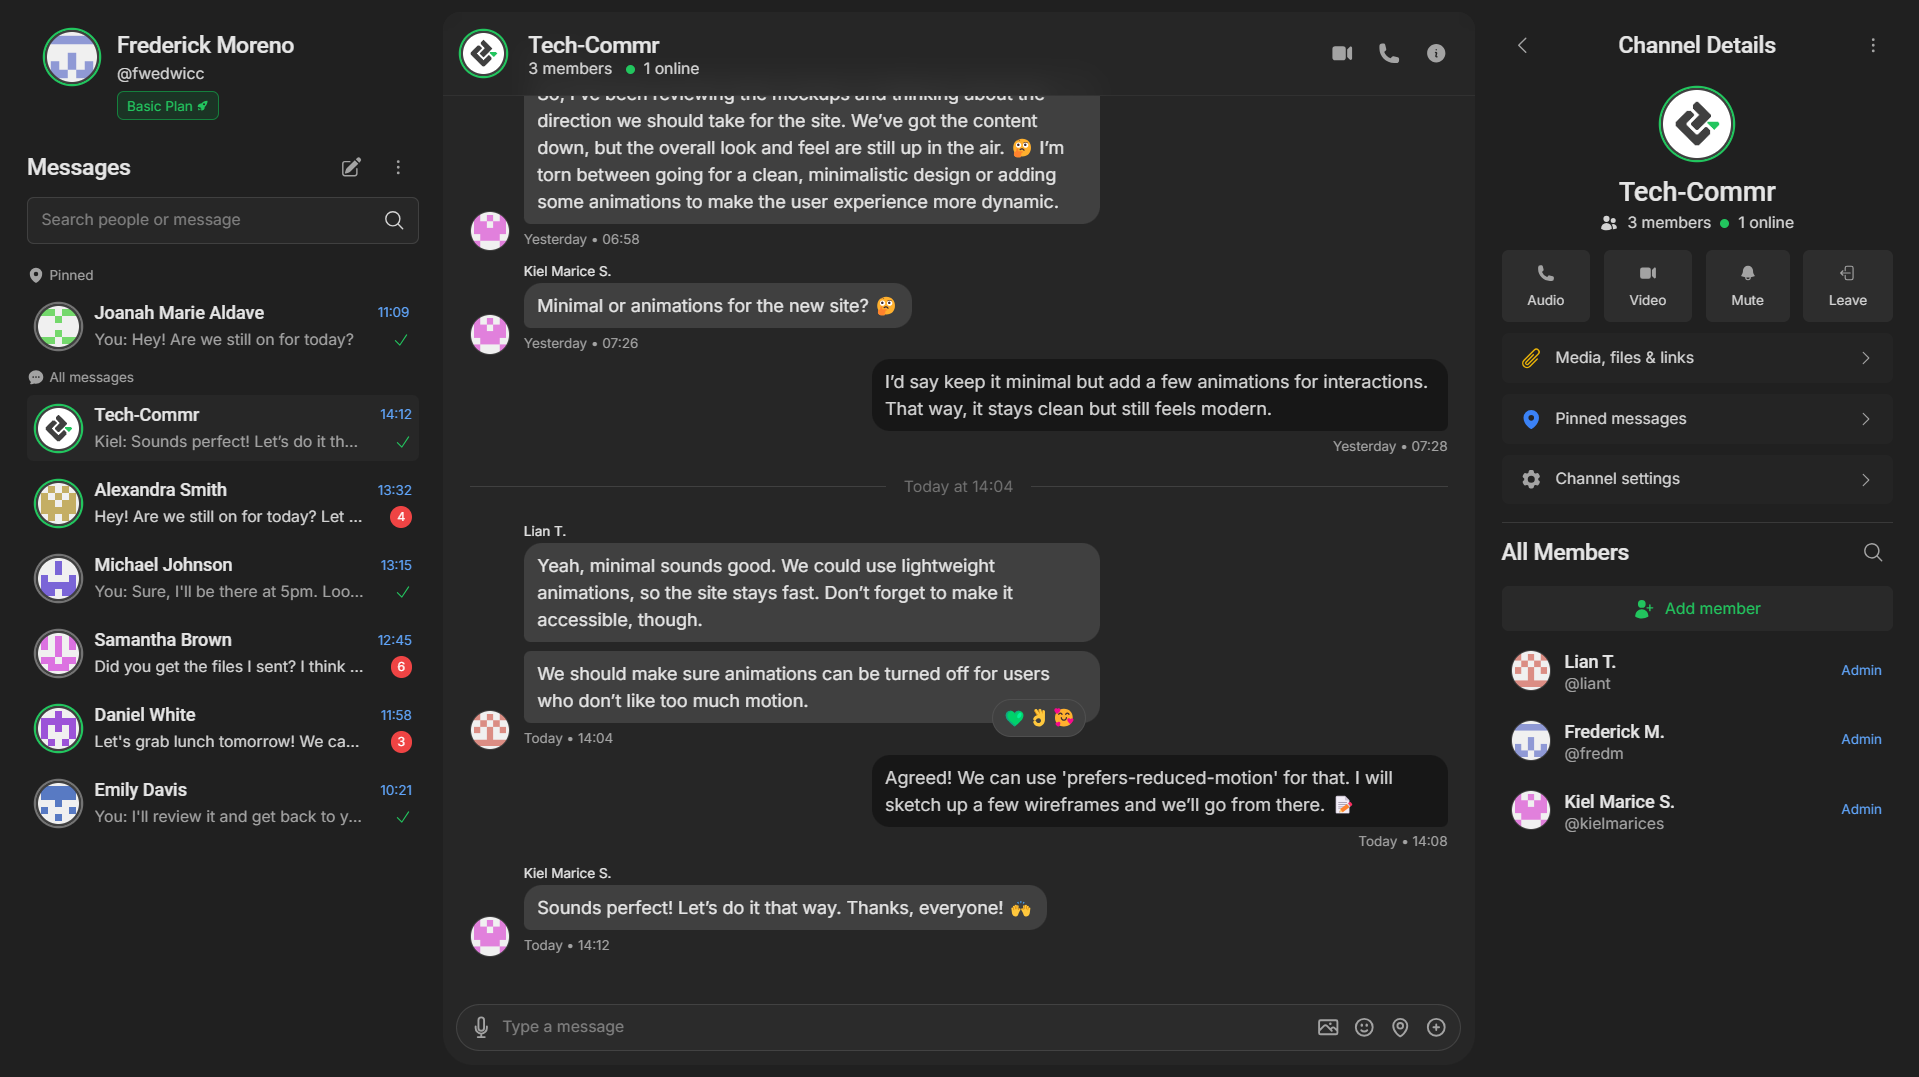 Frederick Moreno
@fwedwicc
Basic Plan
Messages
Search people or message
Pinned
Joanah Marie Aldave
11:09
You: Hey! Are we still on for today?
All messages
Tech-Commr
14:12
Kiel: Sounds perfect! Let’s do it th...
Alexandra Smith
13:32
Hey! Are we still on for today? Let ...
4
Michael Johnson
13:15
You: Sure, I'll be there at 5pm. Loo...
Samantha Brown
12:45
Did you get the files I sent? I think ...
6
Daniel White
11:58
Let's grab lunch tomorrow! We ca...
3
Emily Davis
10:21
You: I'll review it and get back to y...
Tech-Commr
3 members 1 online
So, I’ve been reviewing the mockups and thinking about the
direction we should take for the site. We’ve got the content
down, but the overall look and feel are still up in the air. 🤔 I’m
torn between going for a clean, minimalistic design or adding
some animations to make the user experience more dynamic.
Yesterday • 06:58
Kiel Marice S.
Minimal or animations for the new site? 🤔
Yesterday • 07:26
I’d say keep it minimal but add a few animations for interactions.
That way, it stays clean but still feels modern.
Yesterday • 07:28
Today at 14:04
Lian T.
Yeah, minimal sounds good. We could use lightweight
animations, so the site stays fast. Don’t forget to make it
accessible, though.
We should make sure animations can be turned off for users
who don’t like too much motion.
💚 👌 🥰
Today • 14:04
Agreed! We can use 'prefers-reduced-motion' for that. I will
sketch up a few wireframes and we’ll go from there. 📝
Today • 14:08
Kiel Marice S.
Sounds perfect! Let’s do it that way. Thanks, everyone! 🙌
Today • 14:12
Type a message
Channel Details
Tech-Commr
3 members 1 online
Audio
Video
Mute
Leave
Media, files & links
Pinned messages
Channel settings
All Members
Add member
Lian T.
@liant
Admin
Frederick M.
@fredm
Admin
Kiel Marice S.
@kielmarices
Admin